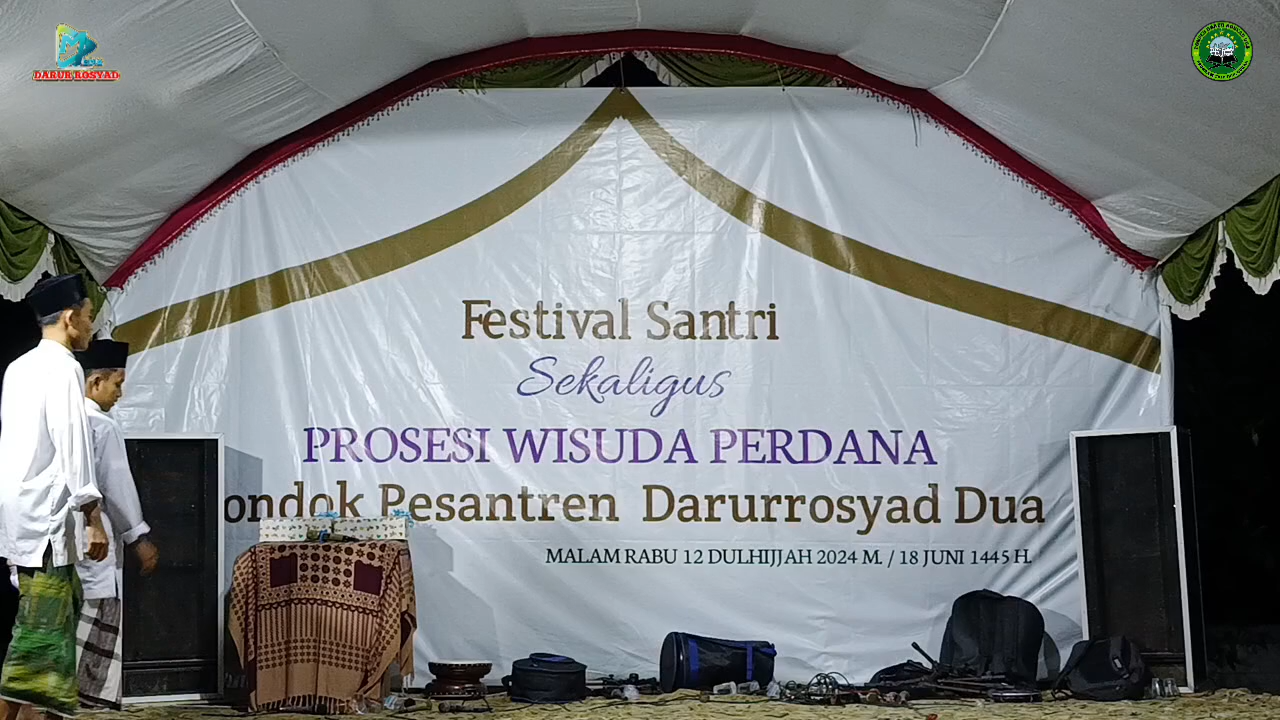 DARUR ROSYAD
Festival Santri
Sekaligus
PROSESI WISUDA PERDANA
ondok Pesantren Darurrosyad Dua
MALAM RABU 12 DULHIJJAH 2024 M. / 18 JUNI 1445 H.